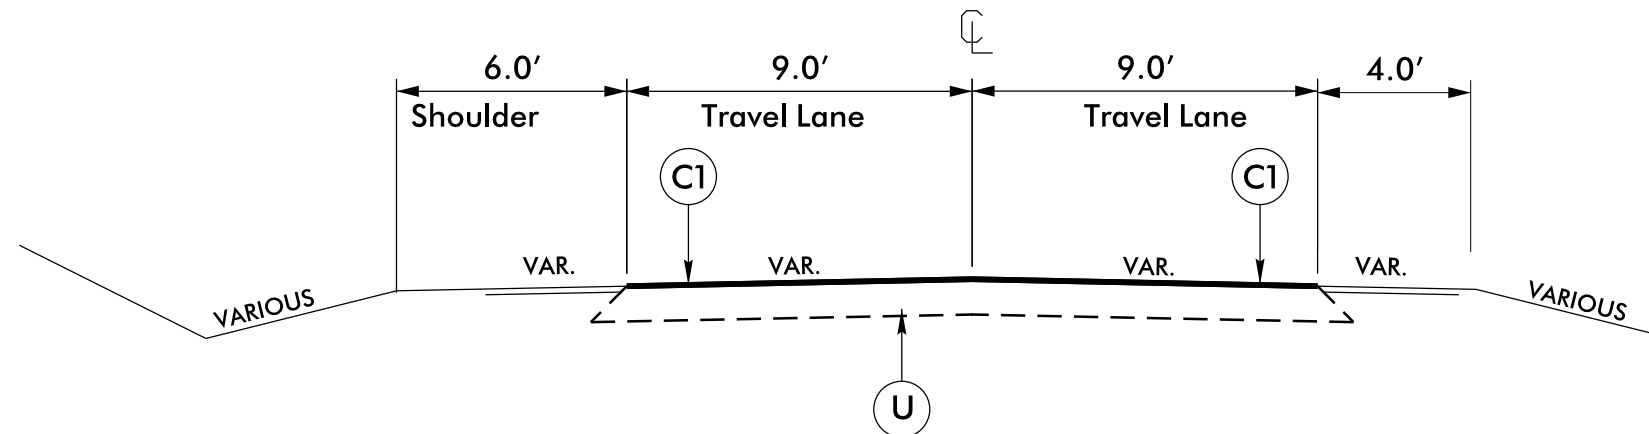 ℄
6.0' 9.0' 9.0' 4.0'
Shoulder Travel Lane Travel Lane
C1 C1
VAR. VAR. VAR. VAR.
VARIOUS VARIOUS
U